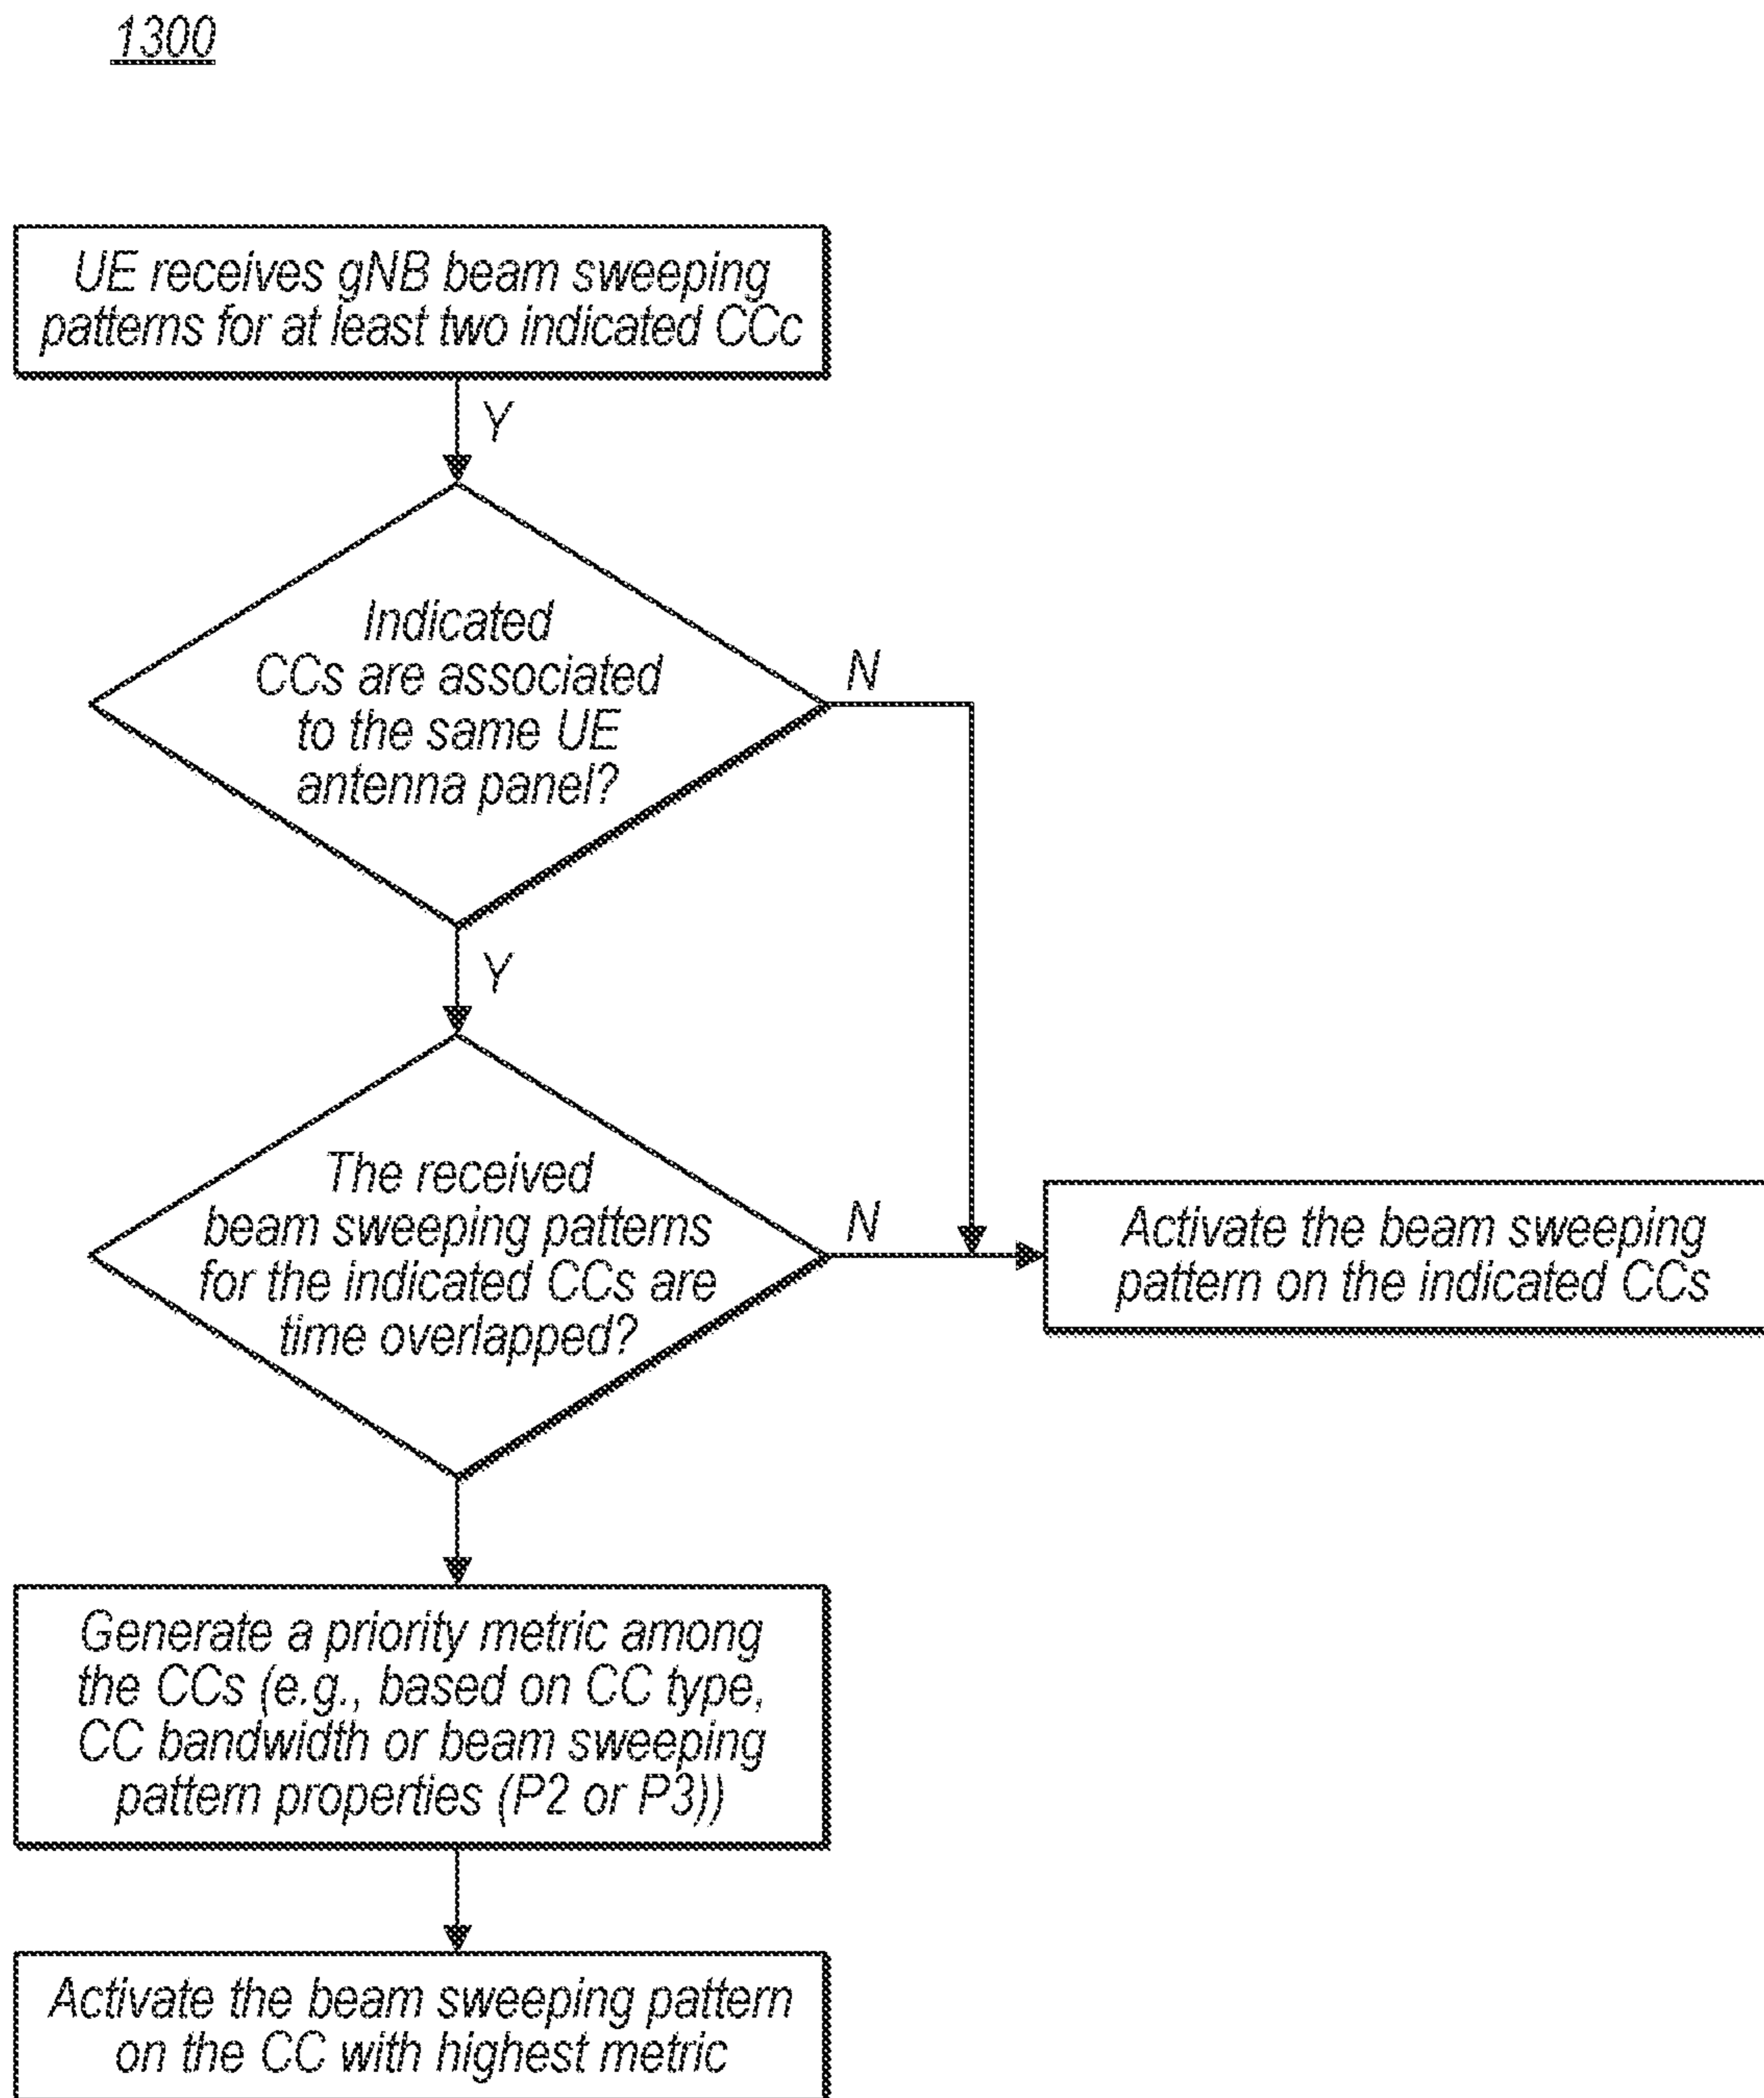 1300
UE receives gNB beam sweeping
patterns for at least two indicated CCc
Y
Indicated
CCs are associated
to the same UE
antenna panel?
N
Y
The received
beam sweeping patterns
for the indicated CCs are
time overlapped?
N
Activate the beam sweeping
pattern on the indicated CCs
Generate a priority metric among
the CCs (e.g., based on CC type,
CC bandwidth or beam sweeping
pattern properties (P2 or P3))
Activate the beam sweeping pattern
on the CC with highest metric